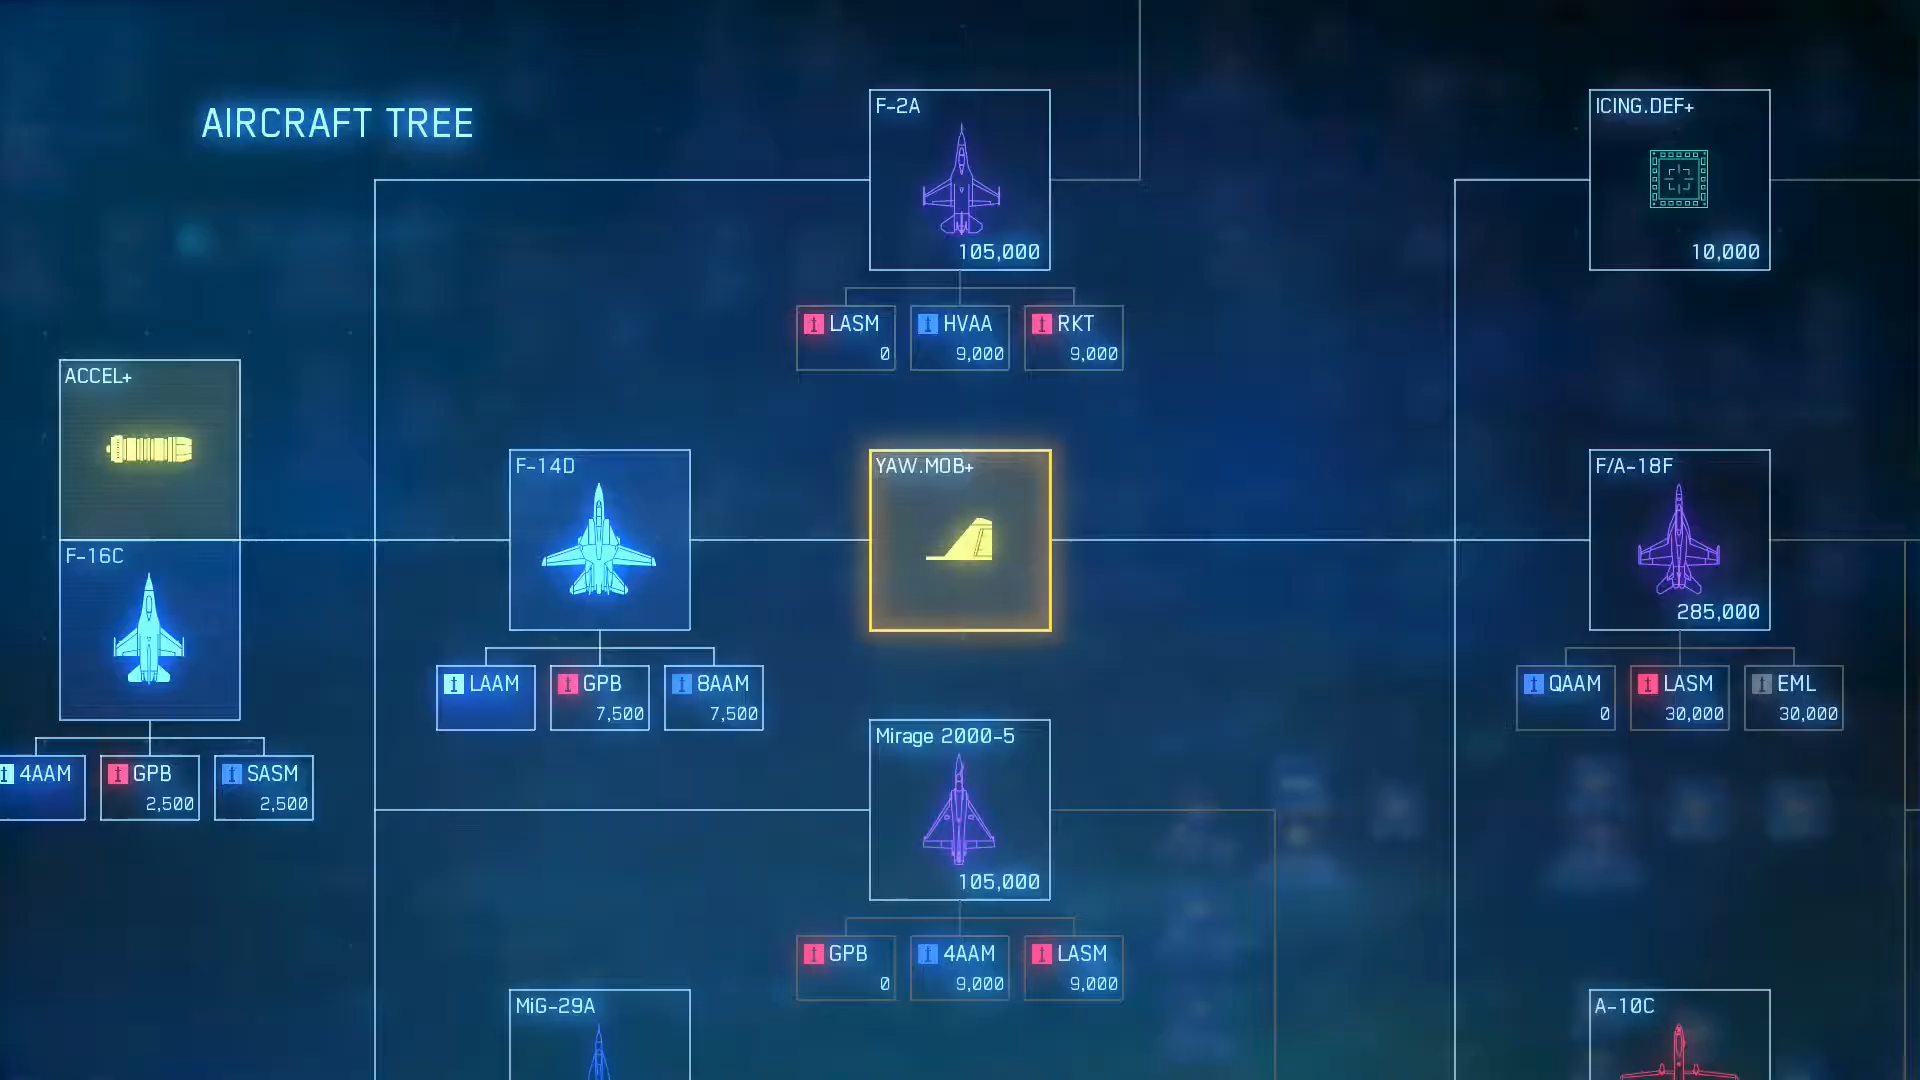 AIRCRAFT TREE
F-2A
105,000
LASM
0
HVAA
9,000
RKT
9,000
ICING.DEF+
10,000
ACCEL+
F-16C
4AAM
GPB
2,500
SASM
2,500
F-14D
LAAM
GPB
7,500
8AAM
7,500
YAW.MOB+
F/A-18F
285,000
QAAM
0
LASM
30,000
EML
30,000
Mirage 2000-5
105,000
GPB
0
4AAM
9,000
LASM
9,000
MiG-29A
A-10C